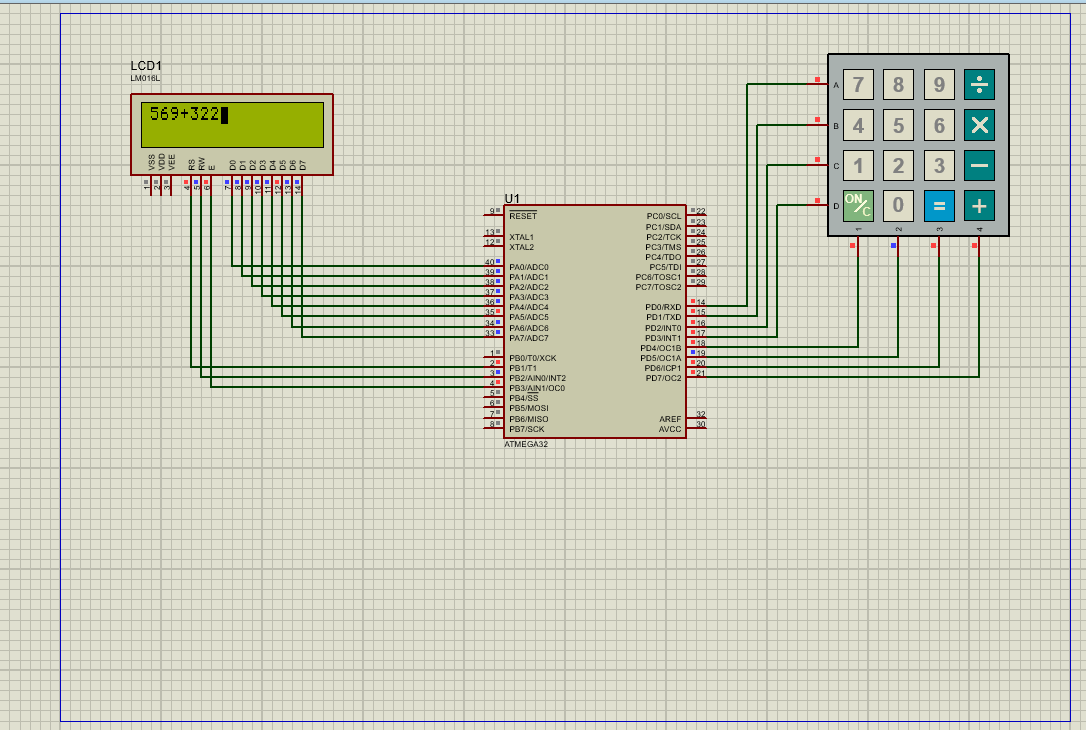 LCD1
LM016L
569+322
VSS VDD VEE RS RW E D0 D1 D2 D3 D4 D5 D6 D7
1 2 3 4 5 6 7 8 9 10 11 12 13 14
A 7 8 9 ÷
B 4 5 6 ×
C 1 2 3 −
D ON/C 0 = +
1 2 3 4
U1
9 RESET
13 XTAL1
12 XTAL2
40 PA0/ADC0
39 PA1/ADC1
38 PA2/ADC2
37 PA3/ADC3
36 PA4/ADC4
35 PA5/ADC5
34 PA6/ADC6
33 PA7/ADC7
1 PB0/T0/XCK
2 PB1/T1
3 PB2/AIN0/INT2
4 PB3/AIN1/OC0
5 PB4/SS
6 PB5/MOSI
7 PB6/MISO
8 PB7/SCK
PC0/SCL 22
PC1/SDA 23
PC2/TCK 24
PC3/TMS 25
PC4/TDO 26
PC5/TDI 27
PC6/TOSC1 28
PC7/TOSC2 29
PD0/RXD 14
PD1/TXD 15
PD2/INT0 16
PD3/INT1 17
PD4/OC1B 18
PD5/OC1A 19
PD6/ICP1 20
PD7/OC2 21
AREF 32
AVCC 30
ATMEGA32